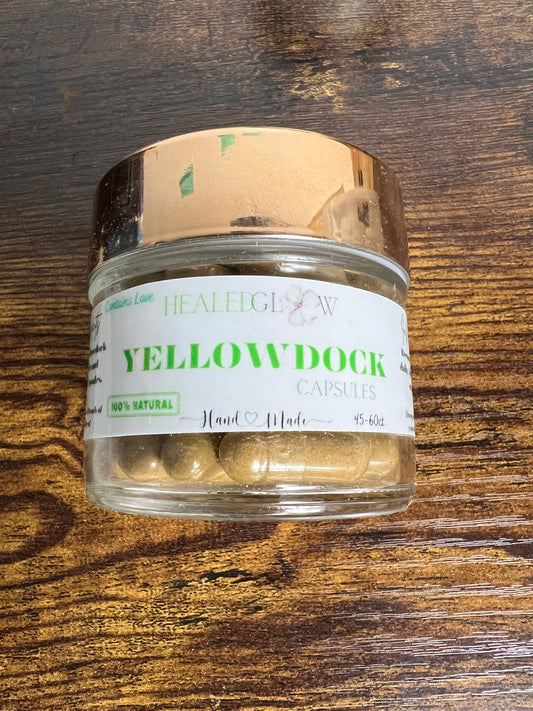 Contains Love
HEALEDGLOW
YELLOWDOCK
CAPSULES
100% NATURAL
Hand Made
45-60ct